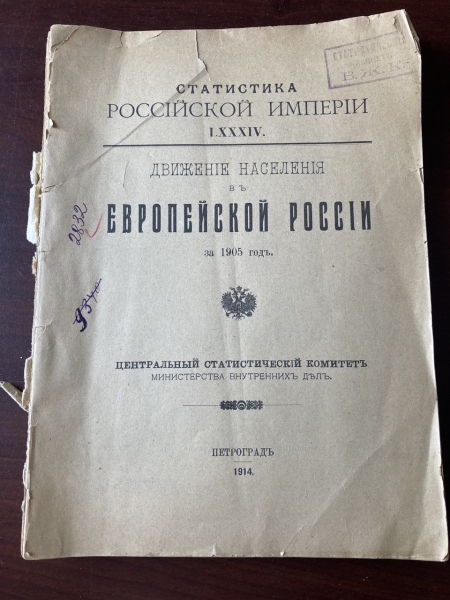 СТАТИСТИКА
РОССІЙСКОЙ ИМПЕРІИ
LXXXIV.
ДВИЖЕНІЕ НАСЕЛЕНІЯ
ВЪ
ЕВРОПЕЙСКОЙ РОССІИ
за 1905 годъ.
2832
ЦЕНТРАЛЬНЫЙ СТАТИСТИЧЕСКІЙ КОМИТЕТЪ
МИНИСТЕРСТВА ВНУТРЕННИХЪ ДѢЛЪ.
ПЕТРОГРАДЪ
1914.